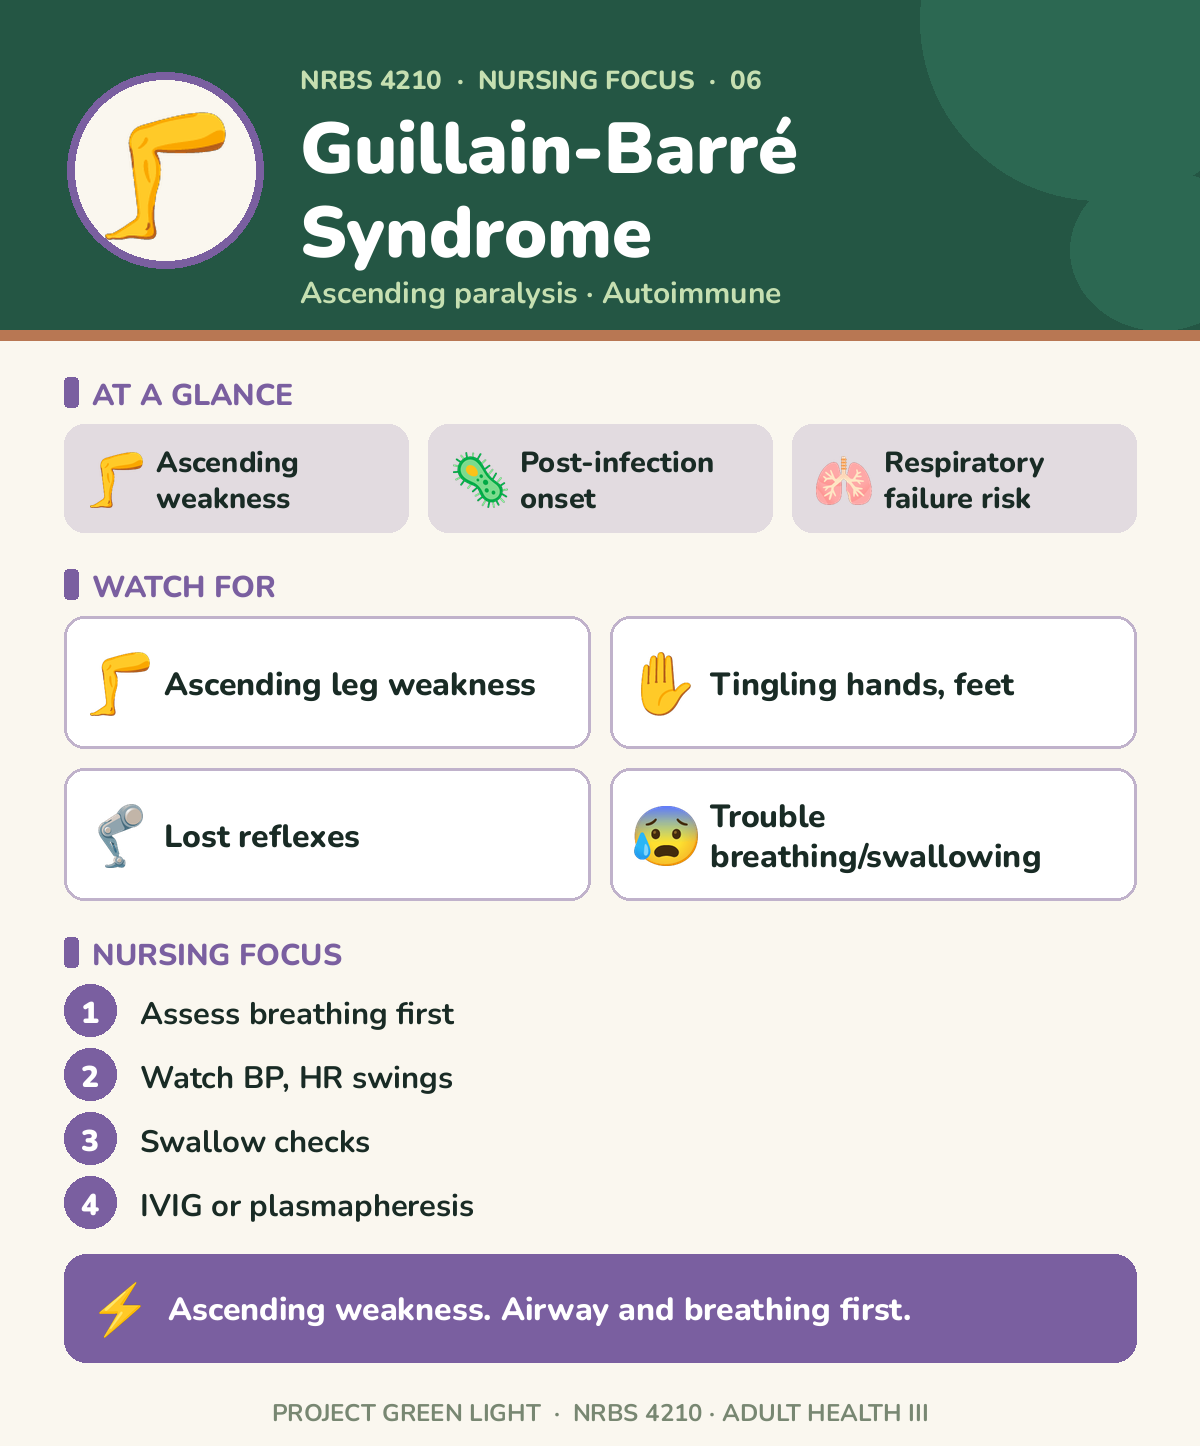 NRBS 4210 · NURSING FOCUS · 06
Guillain-Barré
Syndrome
Ascending paralysis · Autoimmune
AT A GLANCE
Ascending
weakness
Post-infection
onset
Respiratory
failure risk
WATCH FOR
Ascending leg weakness
Tingling hands, feet
Lost reflexes
Trouble
breathing/swallowing
NURSING FOCUS
1 Assess breathing first
2 Watch BP, HR swings
3 Swallow checks
4 IVIG or plasmapheresis
Ascending weakness. Airway and breathing first.
PROJECT GREEN LIGHT · NRBS 4210 · ADULT HEALTH III